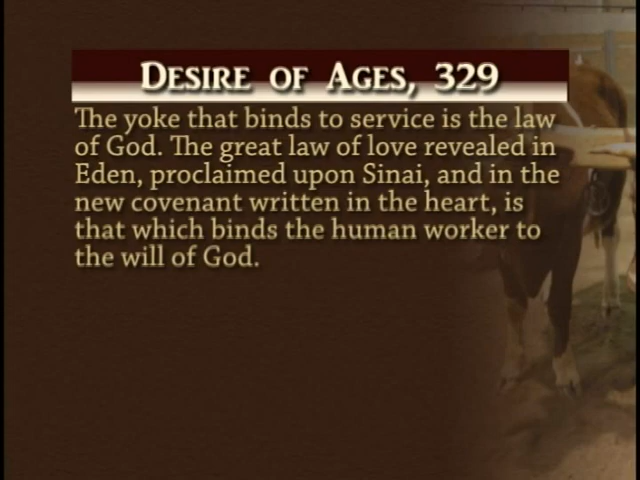 DESIRE OF AGES, 329
The yoke that binds to service is the law
of God. The great law of love revealed in
Eden, proclaimed upon Sinai, and in the
new covenant written in the heart, is
that which binds the human worker to
the will of God.